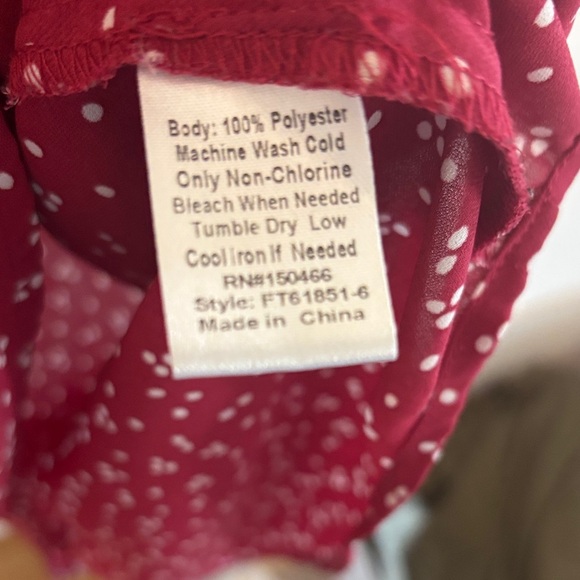 Body: 100% Polyester
Machine Wash Cold
Only Non-Chlorine
Bleach When Needed
Tumble Dry Low
Cool iron If Needed
RN#150466
Style: FT61851-6
Made in China